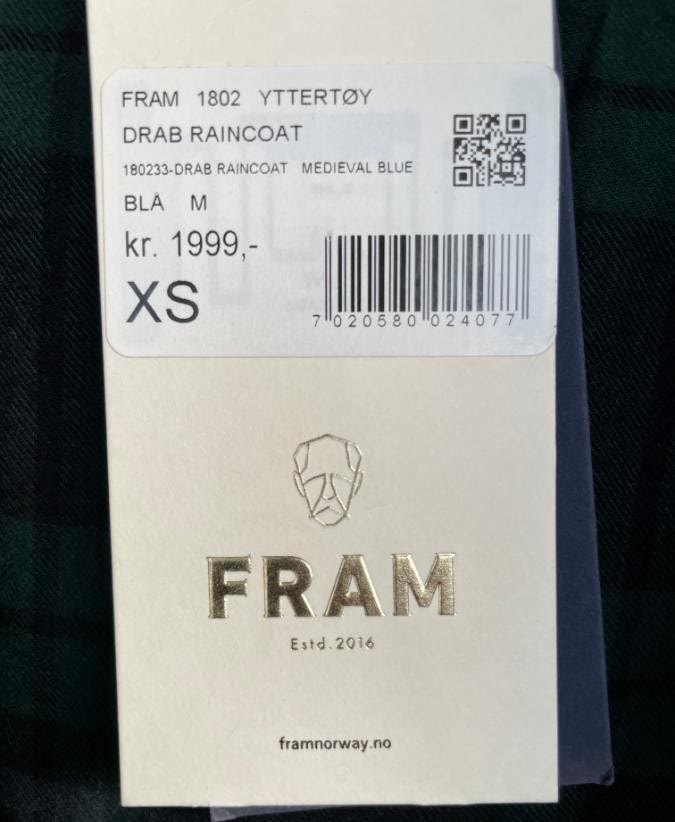 FRAM 1802 YTTERTØY
DRAB RAINCOAT
180233-DRAB RAINCOAT MEDIEVAL BLUE
BLÅ M
kr. 1999,-
XS
7 020580 024077
FRAM
Estd.2016
framnorway.no